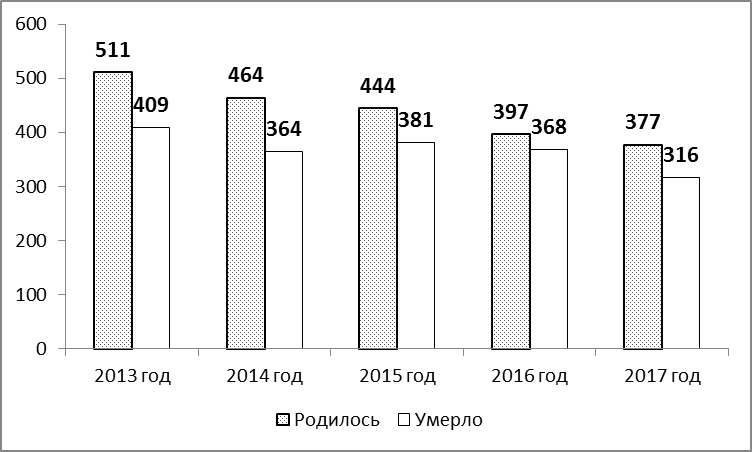 600
500
400
300
200
100
0
511
409
464
364
444
381
397
368
377
316
2013 год
2014 год
2015 год
2016 год
2017 год
Родилось
Умерло